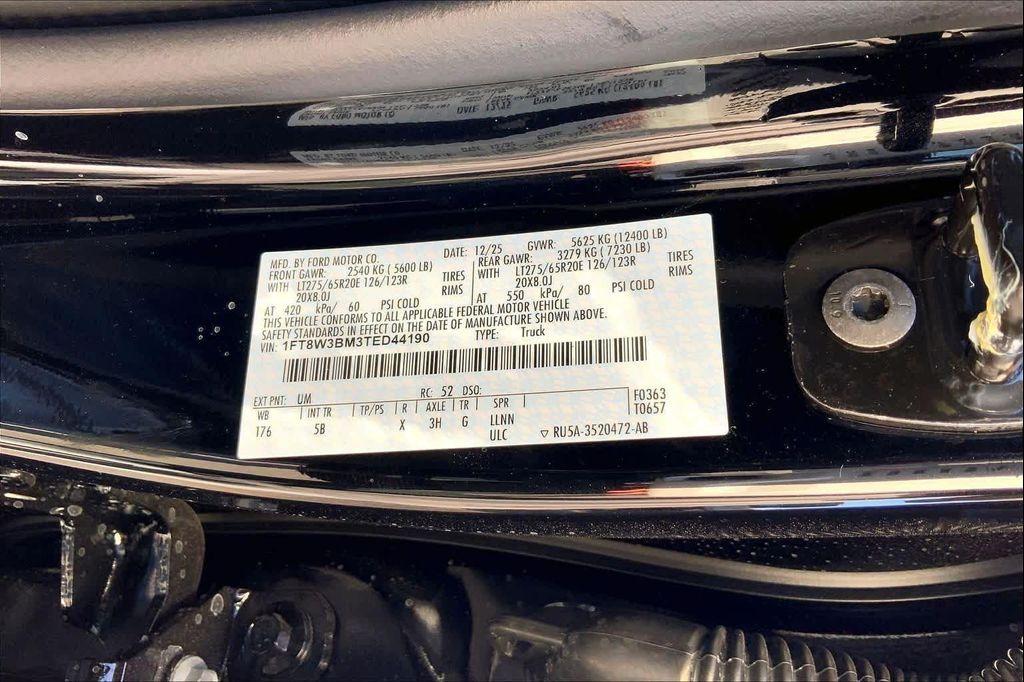 MFD. BY FORD MOTOR CO. DATE: 12/25 GVWR: 5625 KG (12400 LB)
FRONT GAWR: 2540 KG (5600 LB) REAR GAWR: 3279 KG (7230 LB)
WITH LT275/65R20E 126/123R TIRES WITH LT275/65R20E 126/123R TIRES
20X8.0J RIMS 20X8.0J RIMS
AT 420 kPa/ 60 PSI COLD AT 550 kPa/ 80 PSI COLD
THIS VEHICLE CONFORMS TO ALL APPLICABLE FEDERAL MOTOR VEHICLE
SAFETY STANDARDS IN EFFECT ON THE DATE OF MANUFACTURE SHOWN ABOVE.
VIN: 1FT8W3BM3TED44190 TYPE: Truck
EXT PNT: UM RC: 52 DSO: F0363
WB INT TR TP/PS R AXLE TR SPR T0657
176 5B X 3H G LLNN
ULC ▽ RU5A-3520472-AB